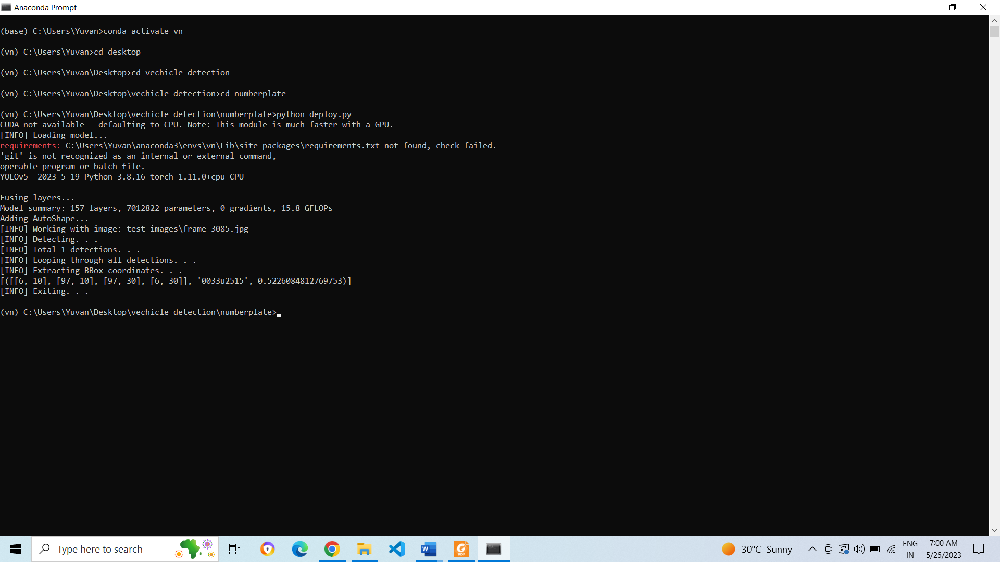 Anaconda Prompt
(base) C:\Users\Yuvan>conda activate vn
(vn) C:\Users\Yuvan>cd desktop
(vn) C:\Users\Yuvan\Desktop>cd vechicle detection
(vn) C:\Users\Yuvan\Desktop\vechicle detection>cd numberplate
(vn) C:\Users\Yuvan\Desktop\vechicle detection\numberplate>python deploy.py
CUDA not available - defaulting to CPU. Note: This module is much faster with a GPU.
[INFO] Loading model...
requirements: C:\Users\Yuvan\anaconda3\envs\vn\Lib\site-packages\requirements.txt not found, check failed.
'git' is not recognized as an internal or external command,
operable program or batch file.
YOLOv5  2023-5-19 Python-3.8.16 torch-1.11.0+cpu CPU
Fusing layers...
Model summary: 157 layers, 7012822 parameters, 0 gradients, 15.8 GFLOPs
Adding AutoShape...
[INFO] Working with image: test_images\frame-3085.jpg
[INFO] Detecting. . .
[INFO] Total 1 detections. . .
[INFO] Looping through all detections. . .
[INFO] Extracting BBox coordinates. . .
[([[6, 10], [97, 10], [97, 30], [6, 30]], '0033u2515', 0.5226084812769753)]
[INFO] Exiting. . .
(vn) C:\Users\Yuvan\Desktop\vechicle detection\numberplate>
Type here to search
30°C Sunny
ENG
IN
7:00 AM
5/25/2023